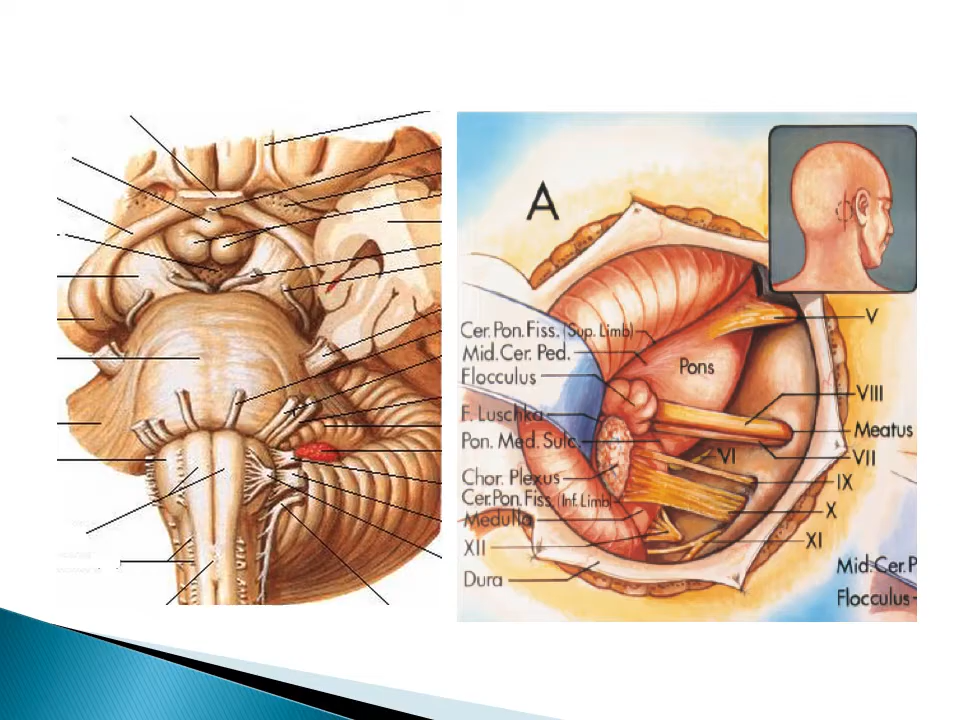 A
Cer.Pon.Fiss. (Sup. Limb)
Mid.Cer. Ped.
Flocculus
F. Luschka
Pon. Med. Sulc.
Chor. Plexus
Cer.Pon.Fiss. (Inf. Limb)
Medulla
XII
Dura
Pons
V
VIII
Meatus
VII
VI
IX
X
XI
Mid.Cer.P
Flocculus